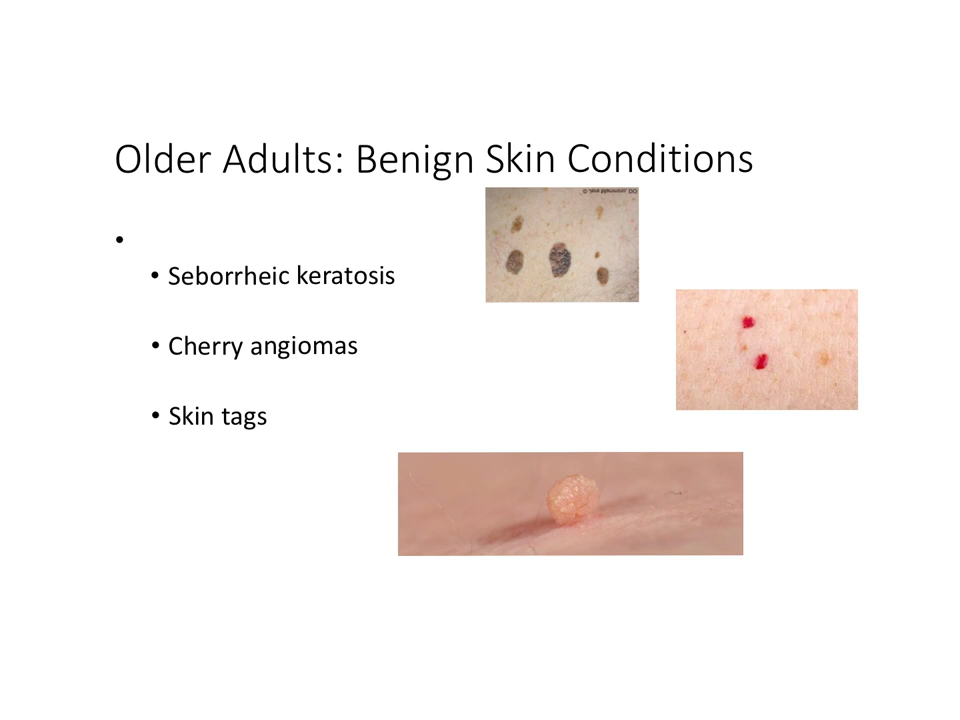 Older Adults: Benign Skin Conditions
•
• Seborrheic keratosis
• Cherry angiomas
• Skin tags